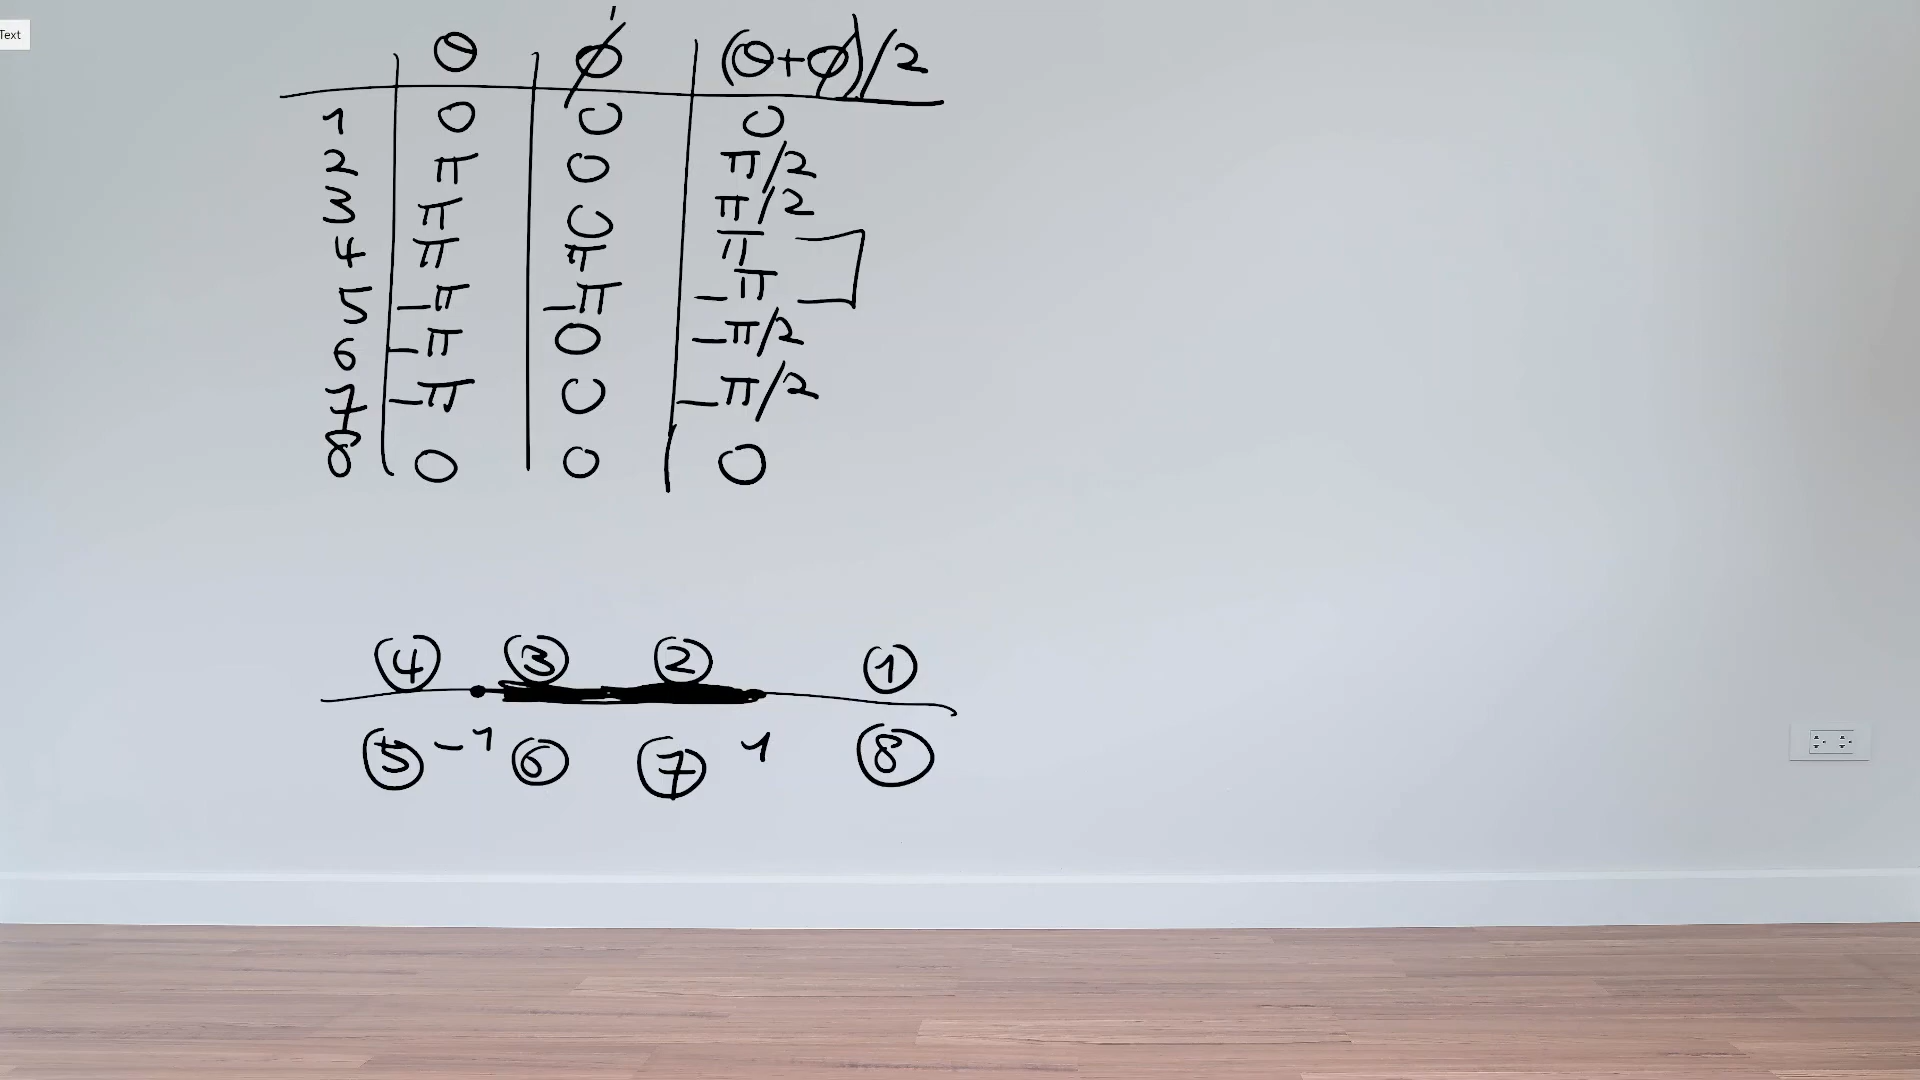 Text
θ φ (θ+φ)/2
1 0 0 0
2 π 0 π/2
3 π 0 π/2
4 π π π
5 -π -π -π
6 -π 0 -π/2
7 -π 0 -π/2
8 0 0 0
4 3 2 1
5 -1 6 7 1 8